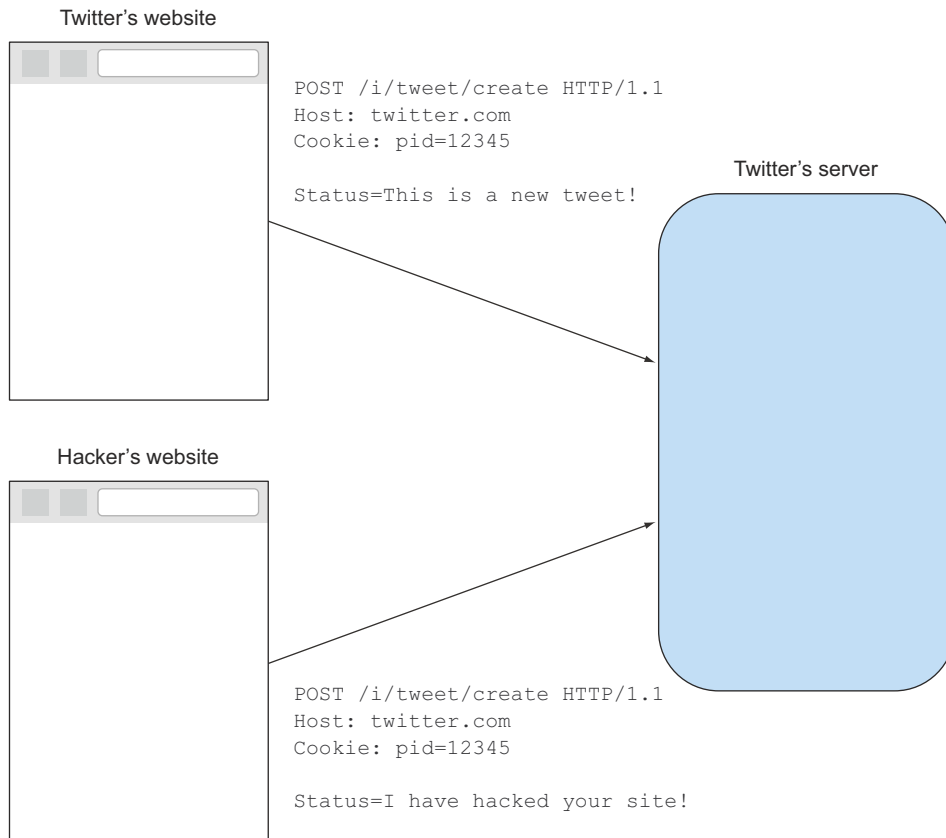 Twitter’s website
POST /i/tweet/create HTTP/1.1
Host: twitter.com
Cookie: pid=12345
Status=This is a new tweet!
Twitter’s server
Hacker’s website
POST /i/tweet/create HTTP/1.1
Host: twitter.com
Cookie: pid=12345
Status=I have hacked your site!